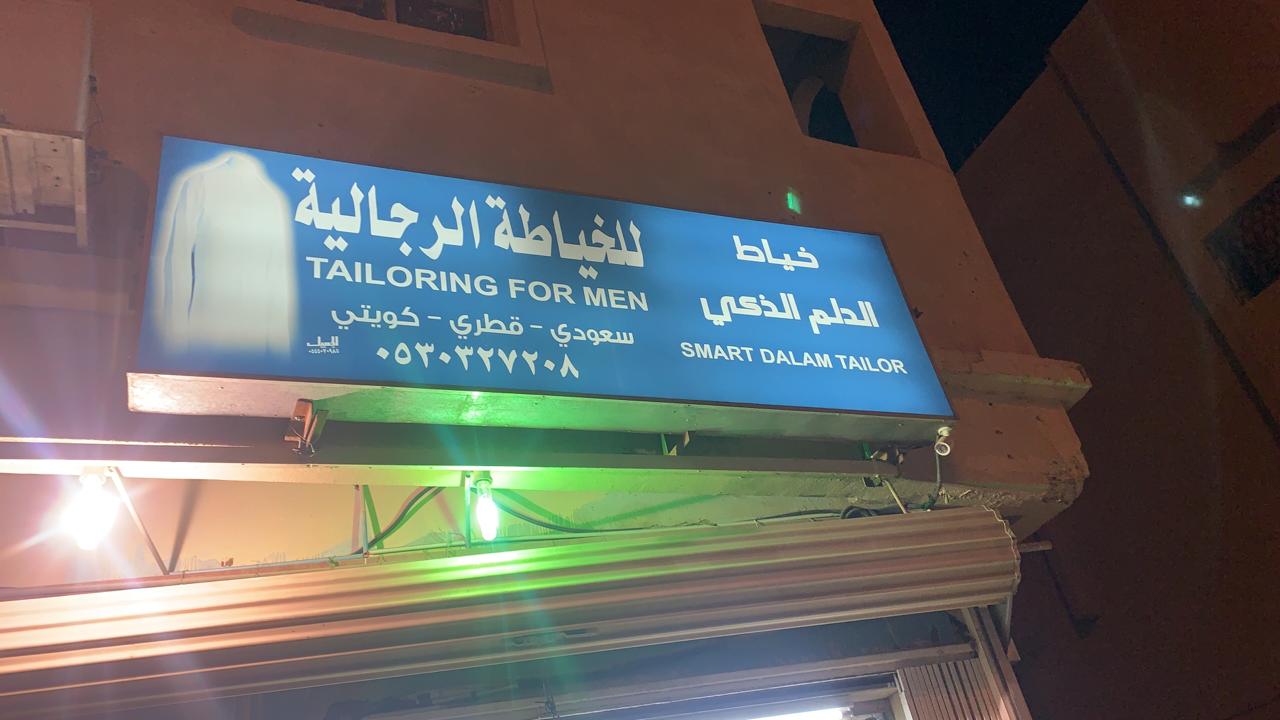 خياط
الدلم الذكي
SMART DALAM TAILOR
للخياطة الرجالية
TAILORING FOR MEN
سعودي - قطري - كويتي
٠٥٣٠٣٢٧٢٠٨